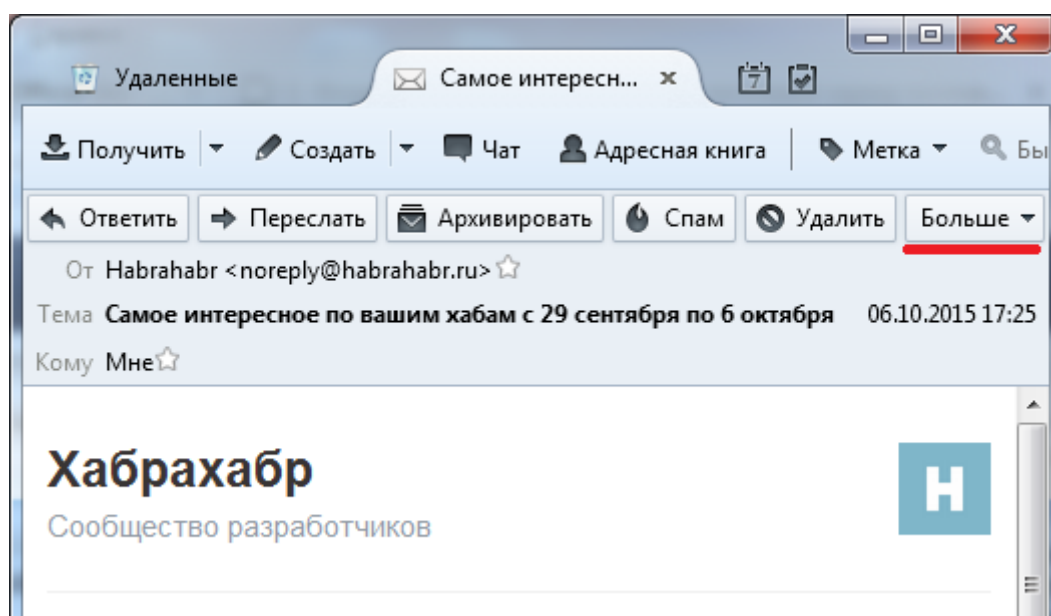 Удаленные Самое интересн... 7
Получить Создать Чат Адресная книга Метка Бы
Ответить Переслать Архивировать Спам Удалить Больше
От Habrahabr <noreply@habrahabr.ru>
Тема Самое интересное по вашим хабам с 29 сентября по 6 октября 06.10.2015 17:25
Кому Мне
Хабрахабр
H
Сообщество разработчиков